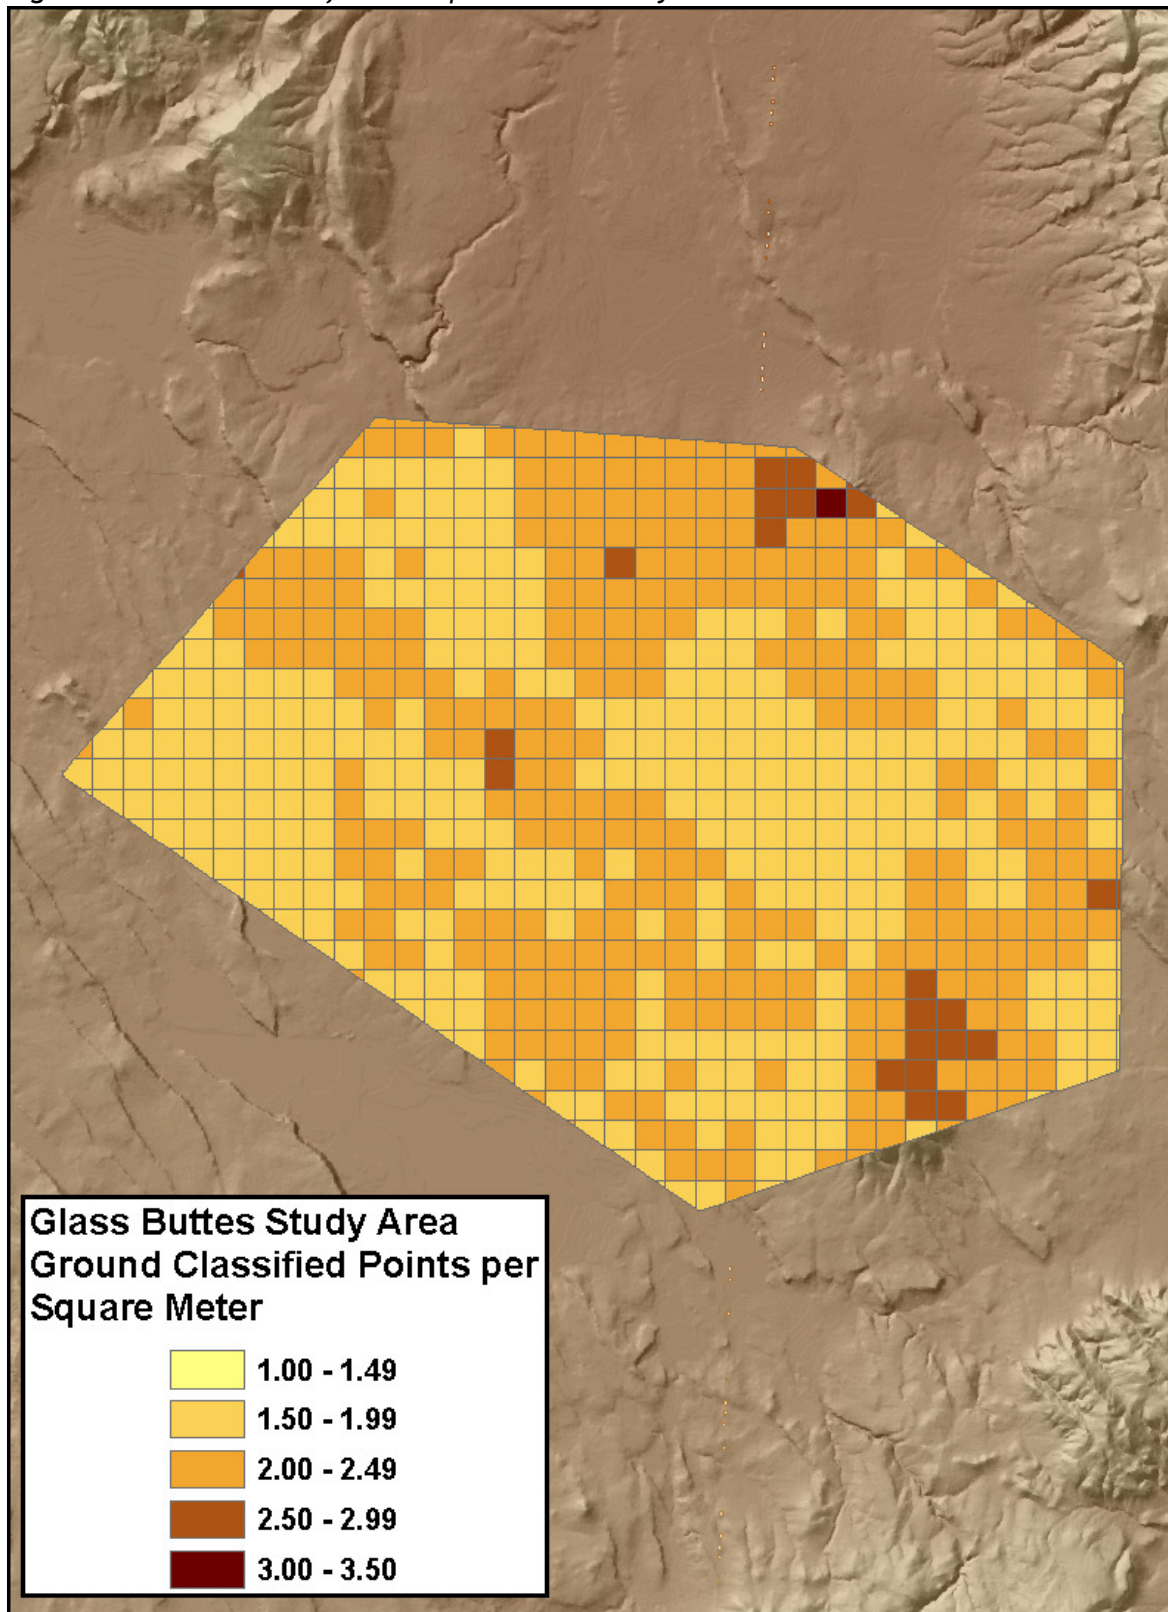 Glass Buttes Study Area
Ground Classified Points per
Square Meter
1.00 - 1.49
1.50 - 1.99
2.00 - 2.49
2.50 - 2.99
3.00 - 3.50